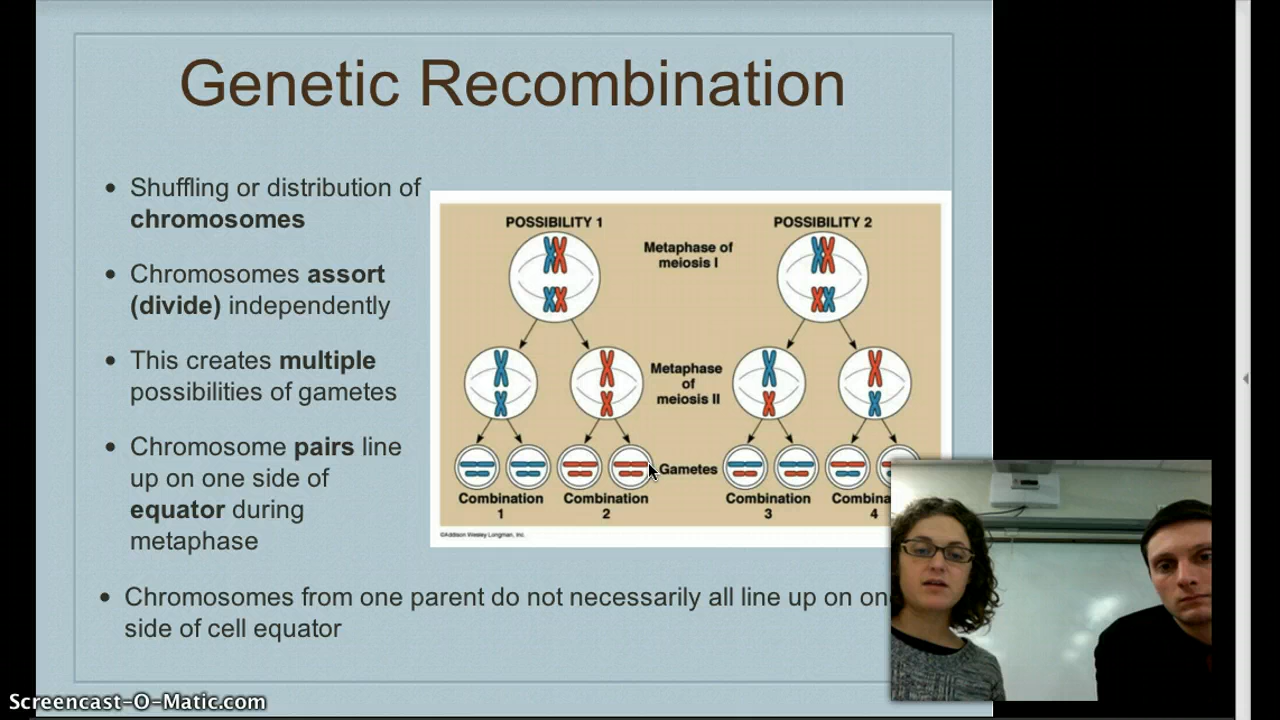 Genetic Recombination
• Shuffling or distribution of
chromosomes
• Chromosomes assort
(divide) independently
• This creates multiple
possibilities of gametes
• Chromosome pairs line
up on one side of
equator during
metaphase
• Chromosomes from one parent do not necessarily all line up on one
side of cell equator
POSSIBILITY 1
POSSIBILITY 2
Metaphase of
meiosis I
Metaphase
of
meiosis II
Gametes
Combination
1
Combination
2
Combination
3
Combina
4
©Addison Wesley Longman, Inc.
Screencast-O-Matic.com